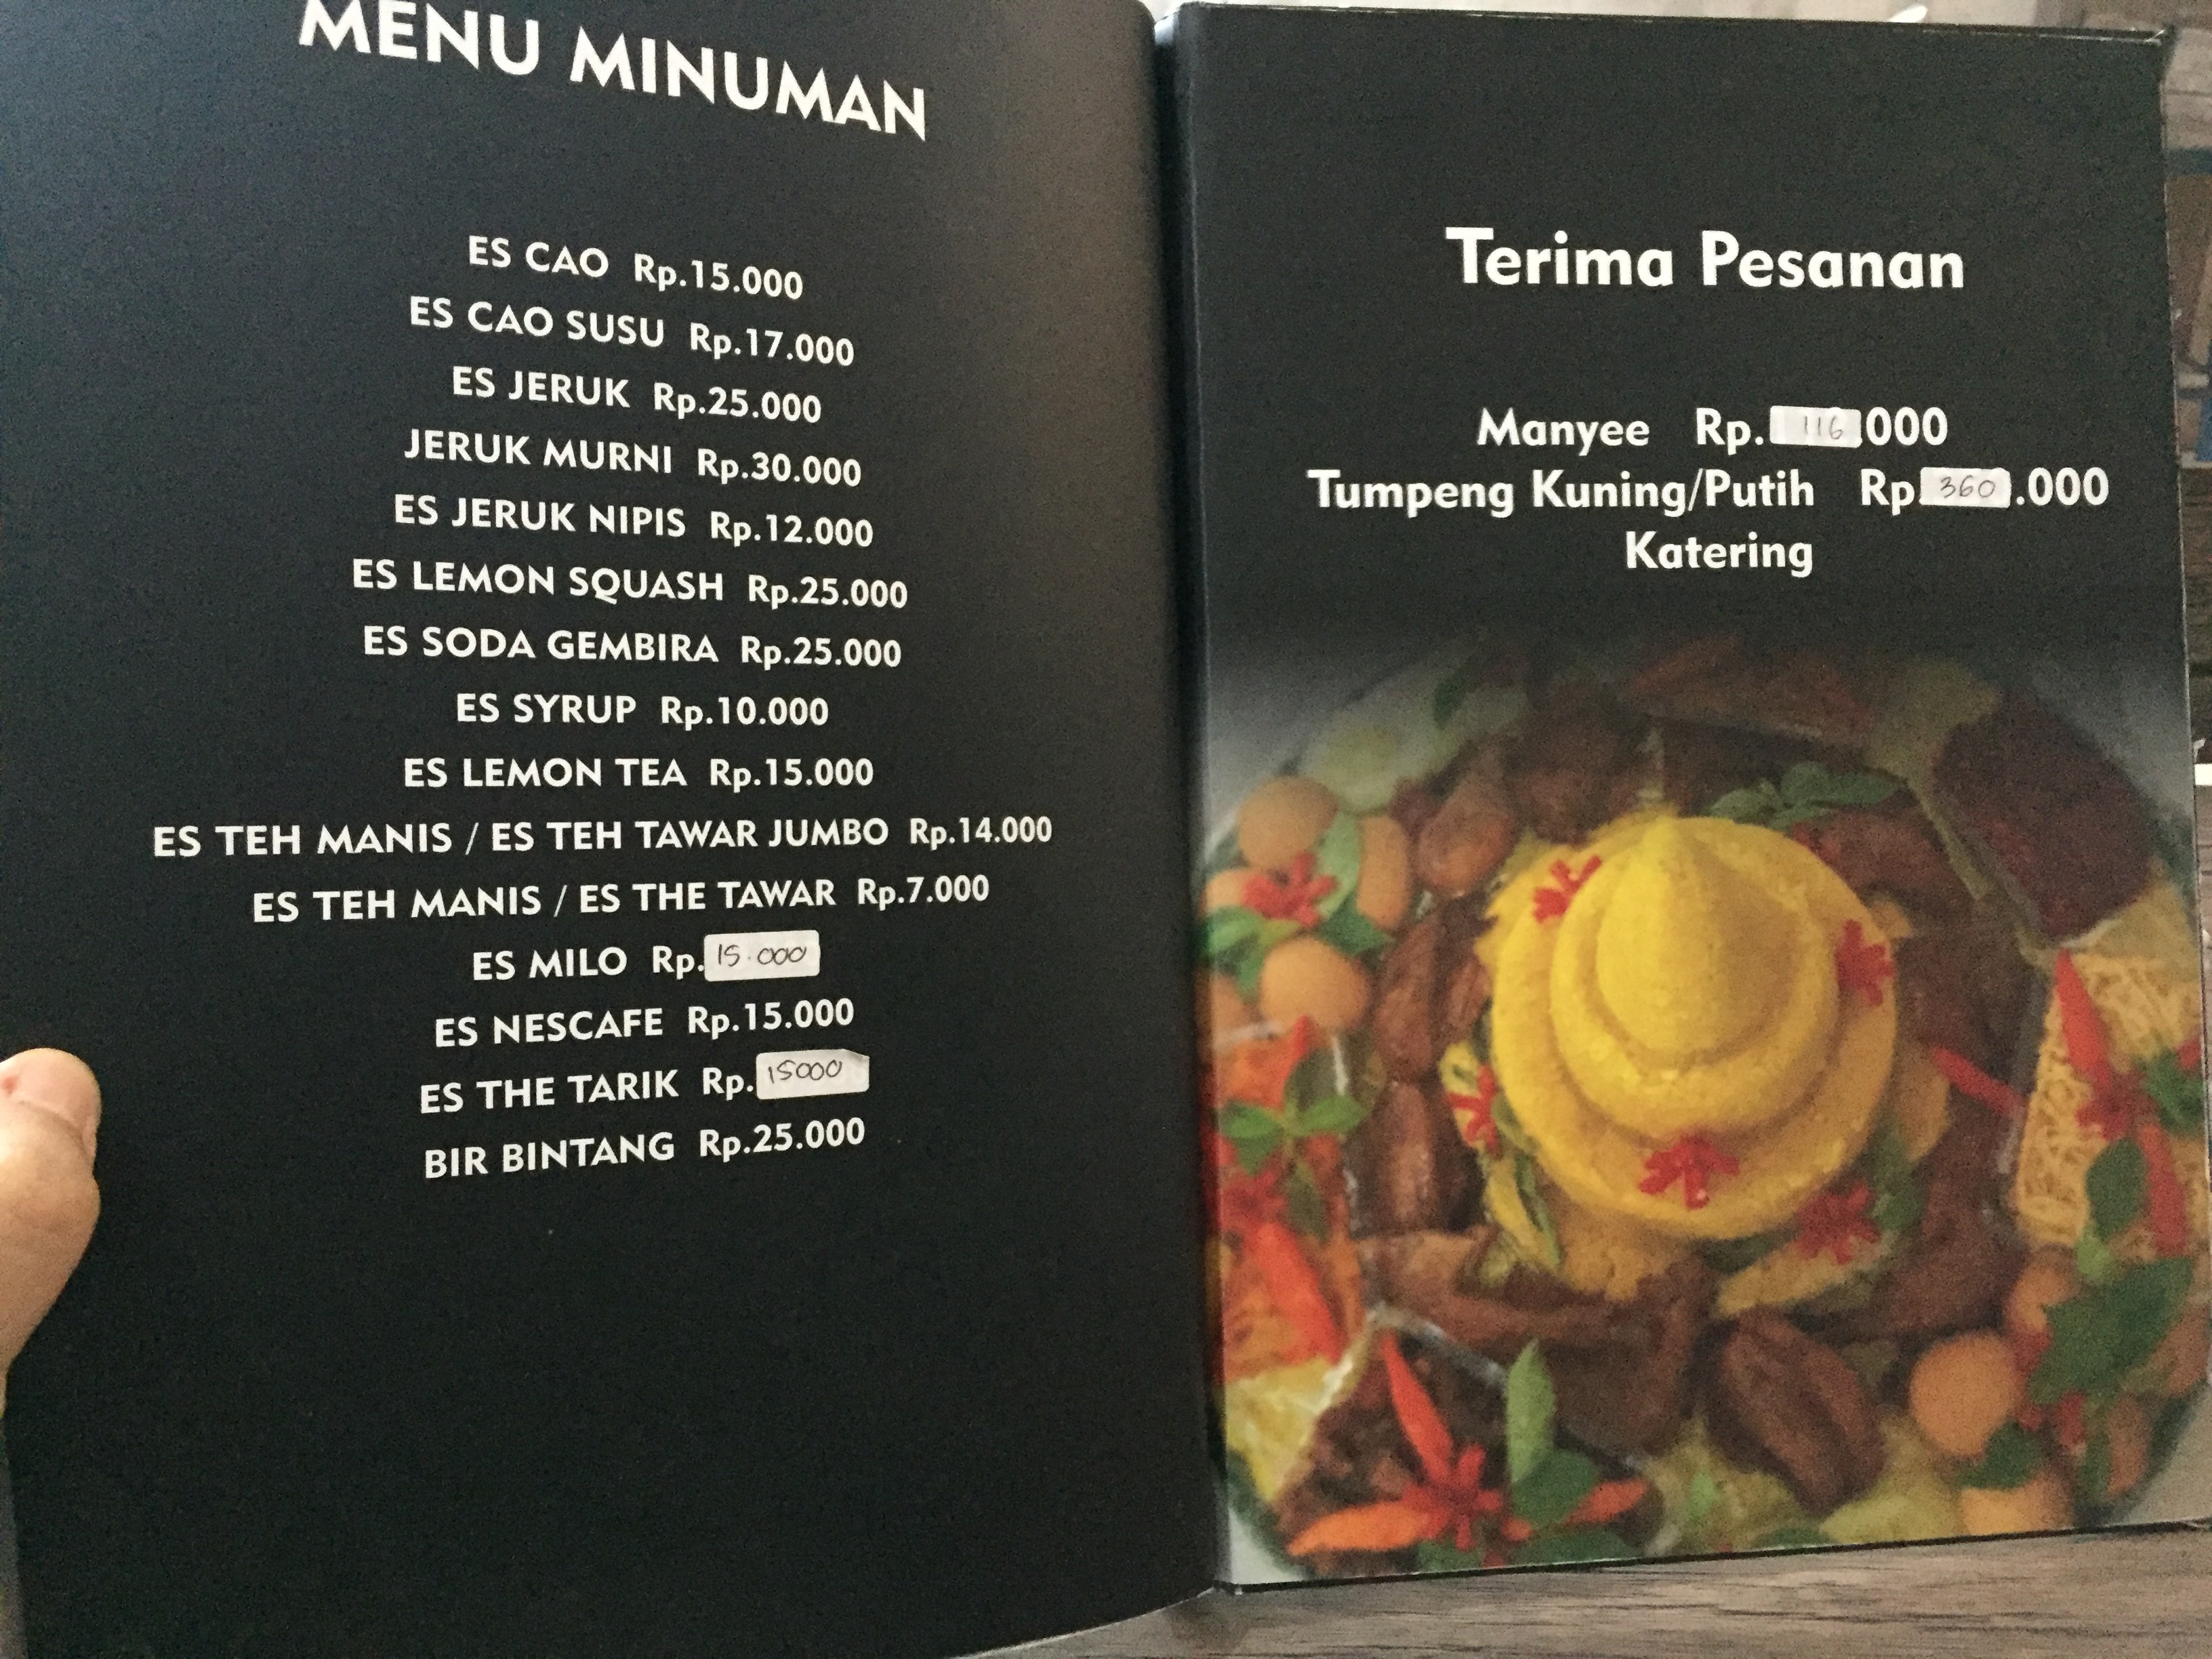 MENU MINUMAN
ES CAO Rp.15.000
ES CAO SUSU Rp.17.000
ES JERUK Rp.25.000
JERUK MURNI Rp.30.000
ES JERUK NIPIS Rp.12.000
ES LEMON SQUASH Rp.25.000
ES SODA GEMBIRA Rp.25.000
ES SYRUP Rp.10.000
ES LEMON TEA Rp.15.000
ES TEH MANIS / ES TEH TAWAR JUMBO Rp.14.000
ES TEH MANIS / ES THE TAWAR Rp.7.000
ES MILO Rp.15.000
ES NESCAFE Rp.15.000
ES THE TARIK Rp.15000
BIR BINTANG Rp.25.000
Terima Pesanan
Manyee Rp.116.000
Tumpeng Kuning/Putih Rp.360.000
Katering